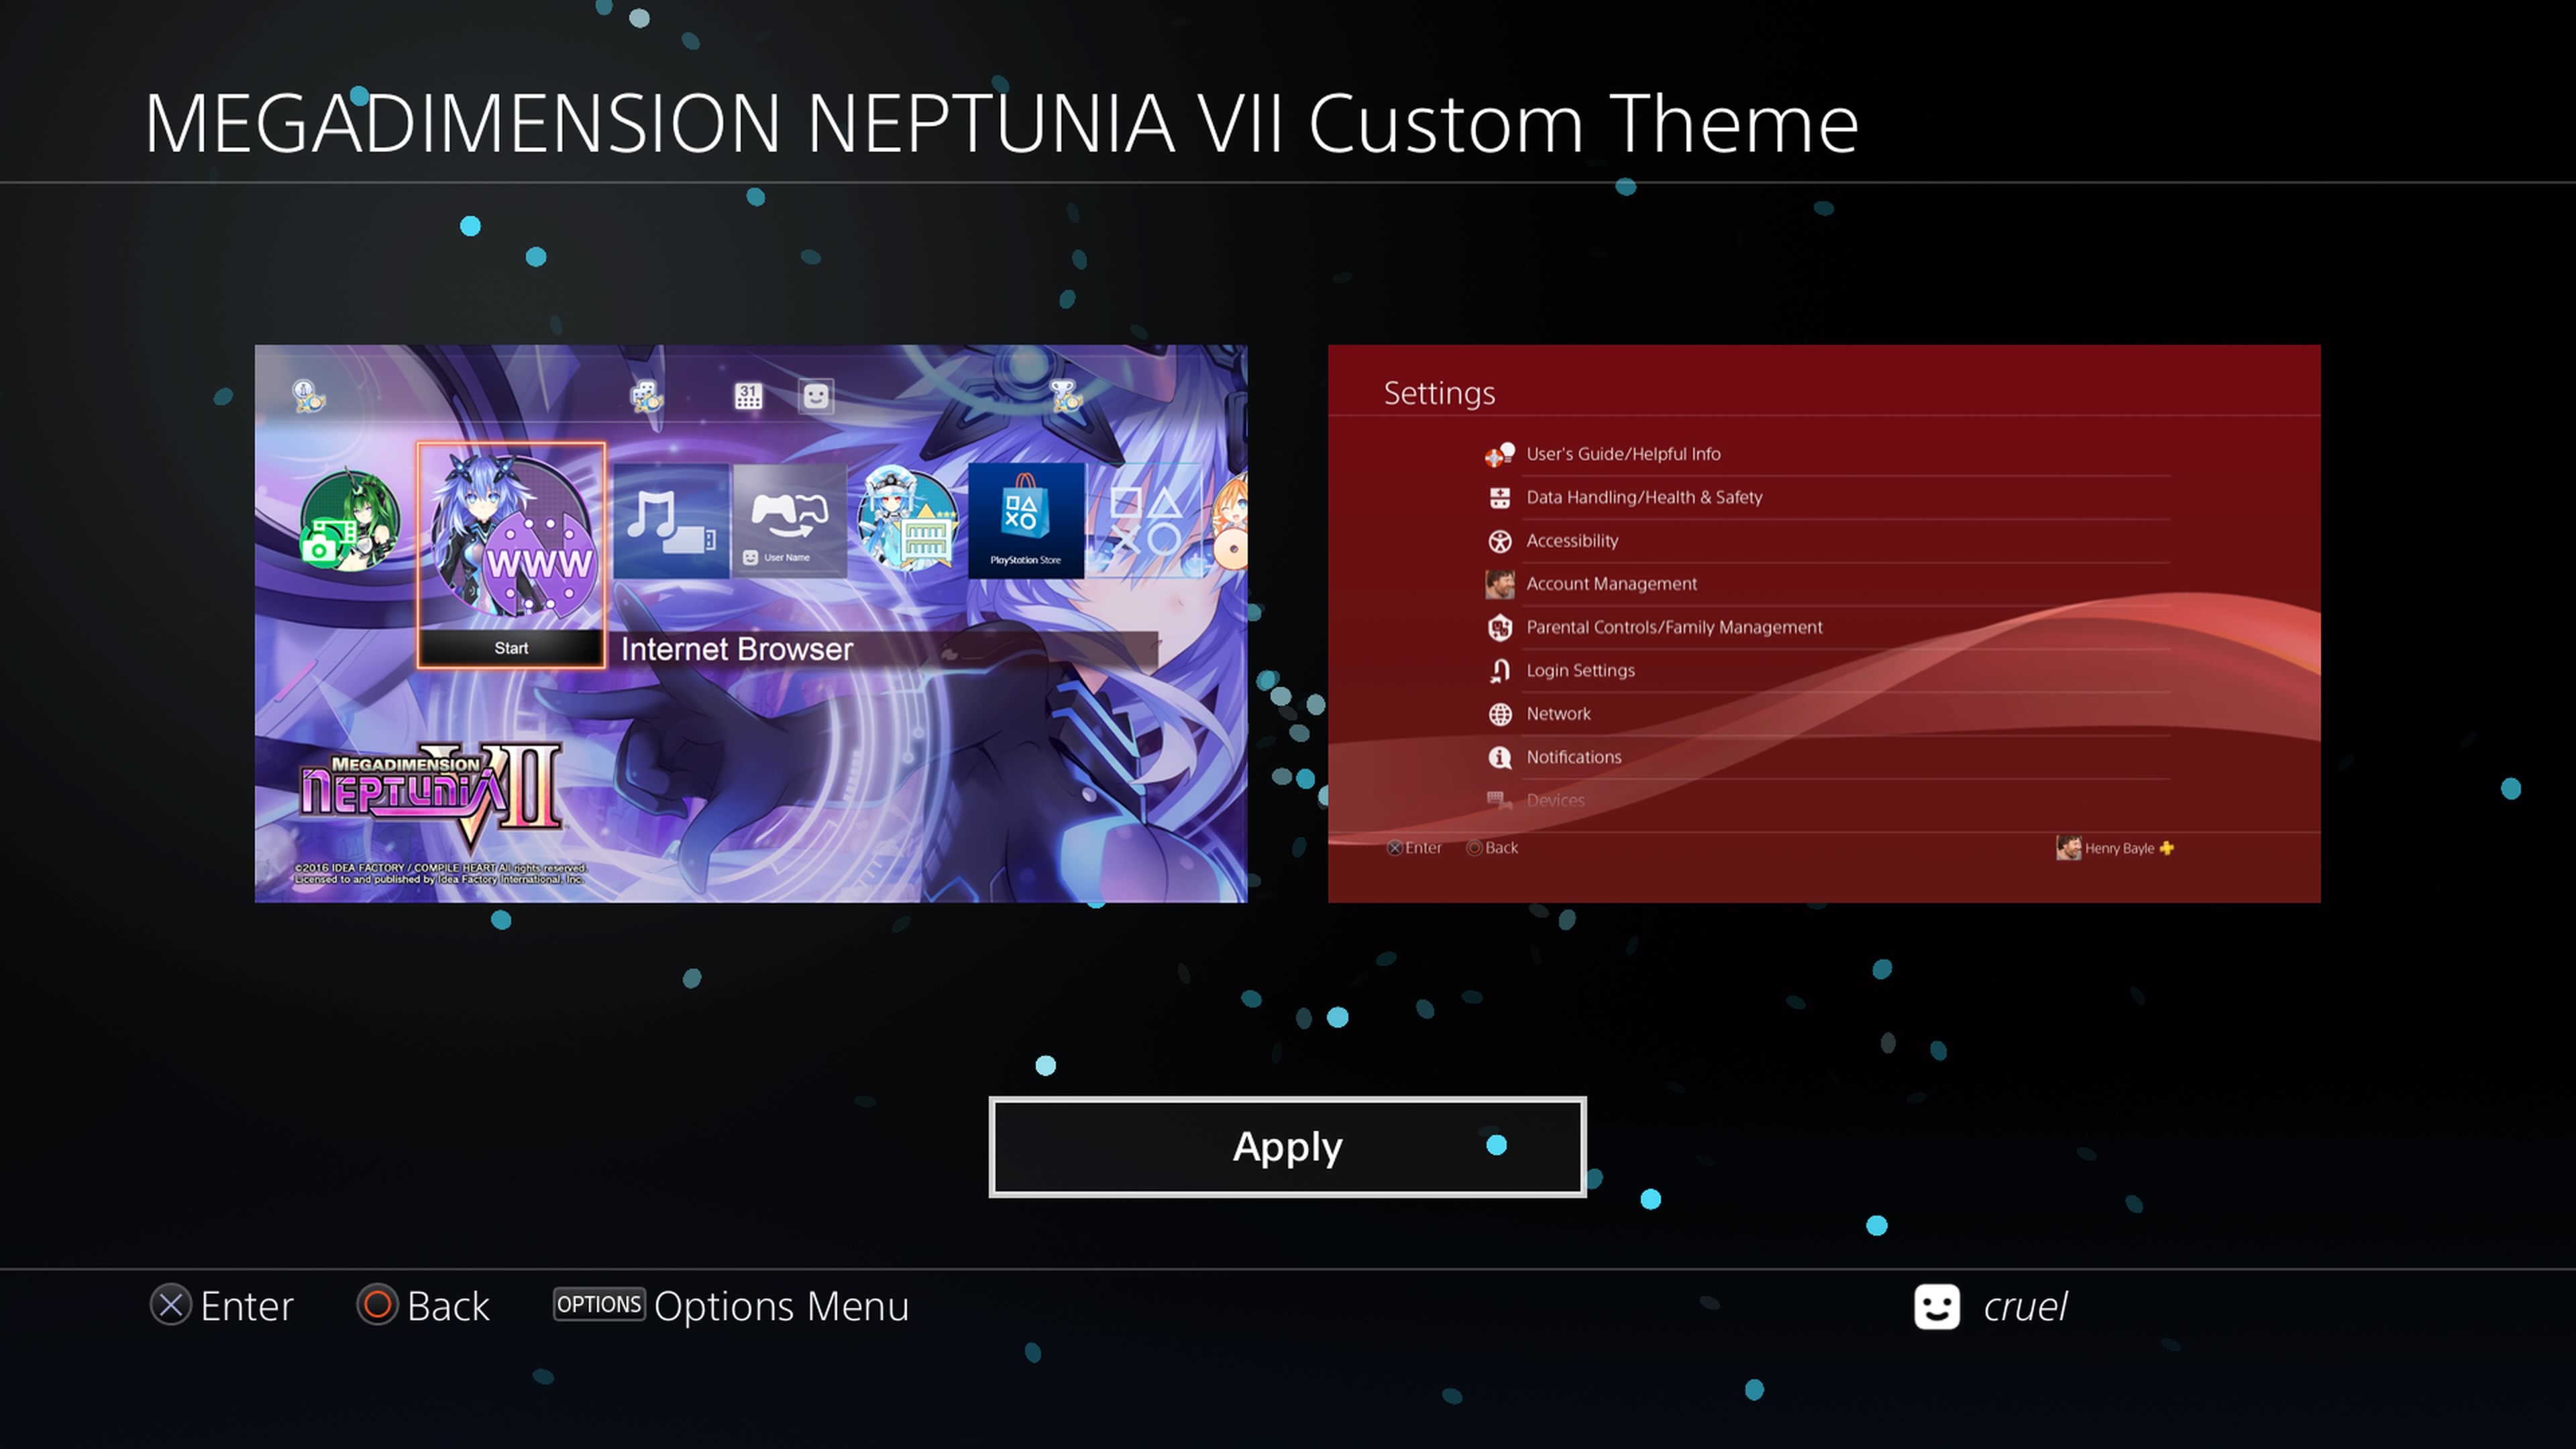 MEGADIMENSION NEPTUNIA VII Custom Theme
31
WWW
User Name
PlayStation Store
Start
Internet Browser
MEGADIMENSION
NEPTUNIA VII
©2016 IDEA FACTORY / COMPILE HEART All rights reserved.
Licensed to and published by Idea Factory International, Inc.
Settings
User's Guide/Helpful Info
Data Handling/Health & Safety
Accessibility
Account Management
Parental Controls/Family Management
Login Settings
Network
Notifications
Devices
Enter Back Henry Bayle
Apply
Enter Back OPTIONS Options Menu cruel